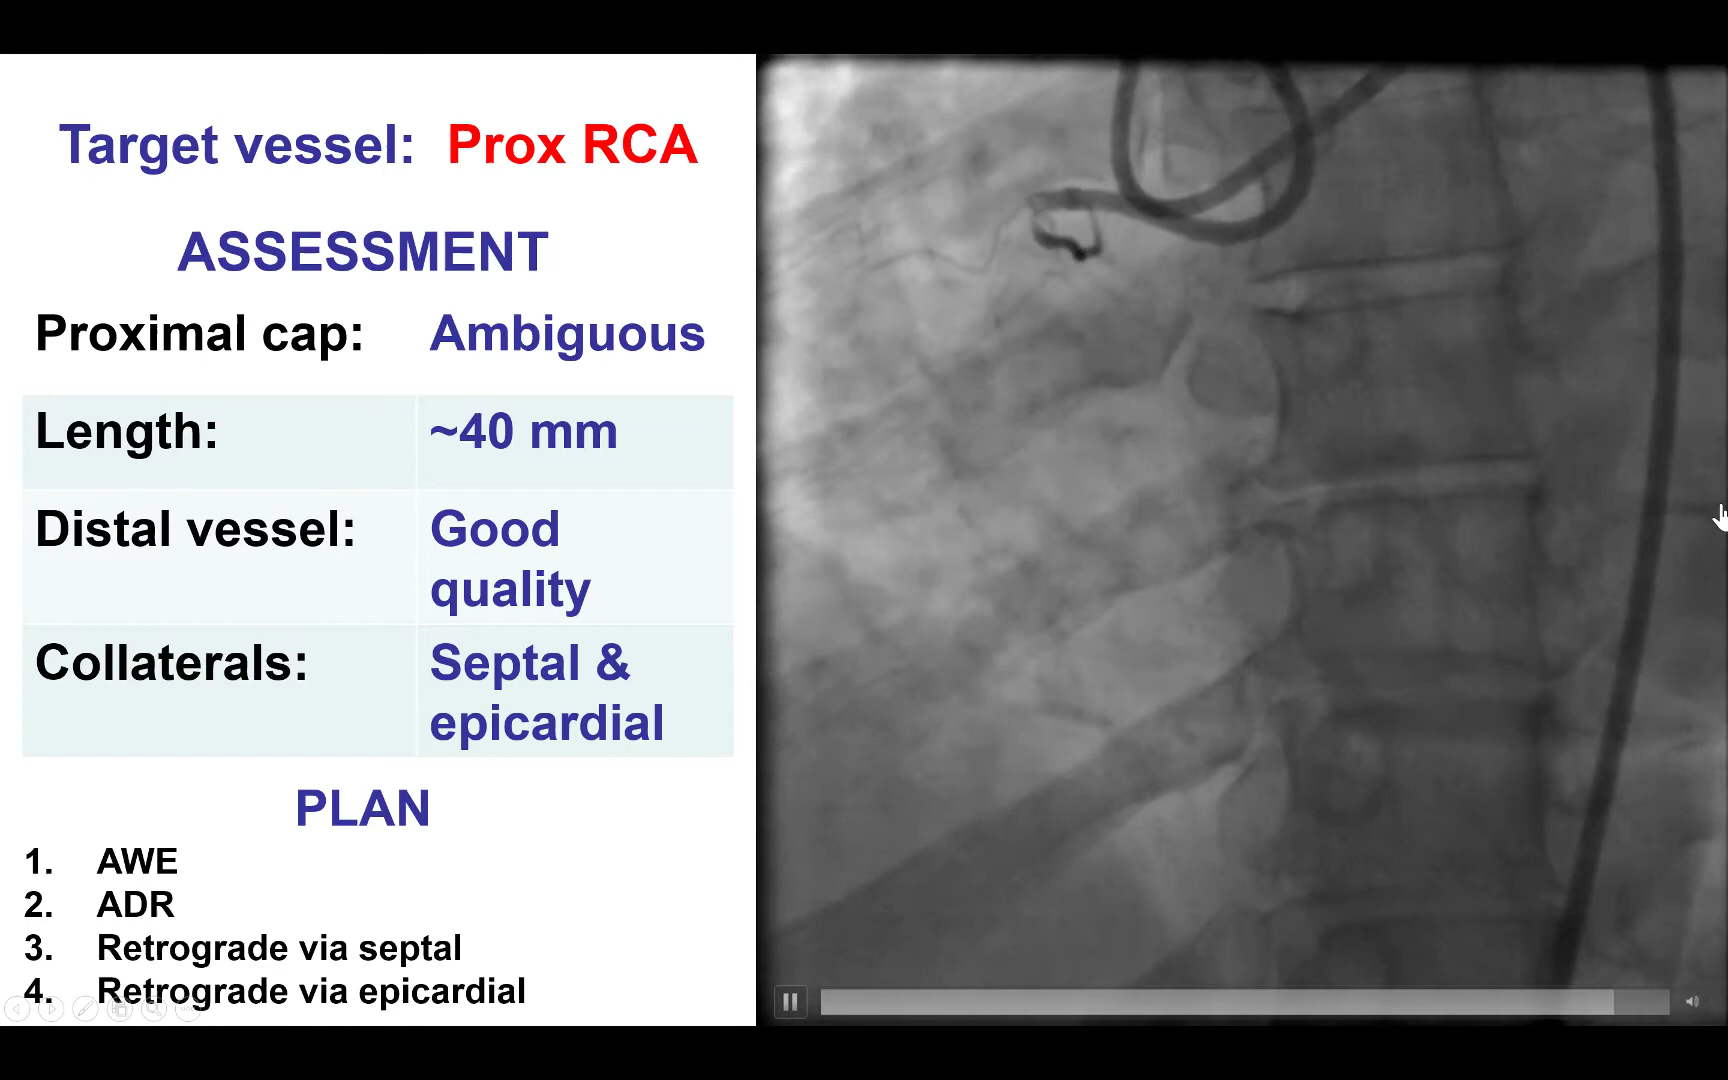 Target vessel: Prox RCA
ASSESSMENT
Proximal cap: Ambiguous
Length: ~40 mm
Distal vessel: Good
quality
Collaterals: Septal &
epicardial
PLAN
1. AWE
2. ADR
3. Retrograde via septal
4. Retrograde via epicardial